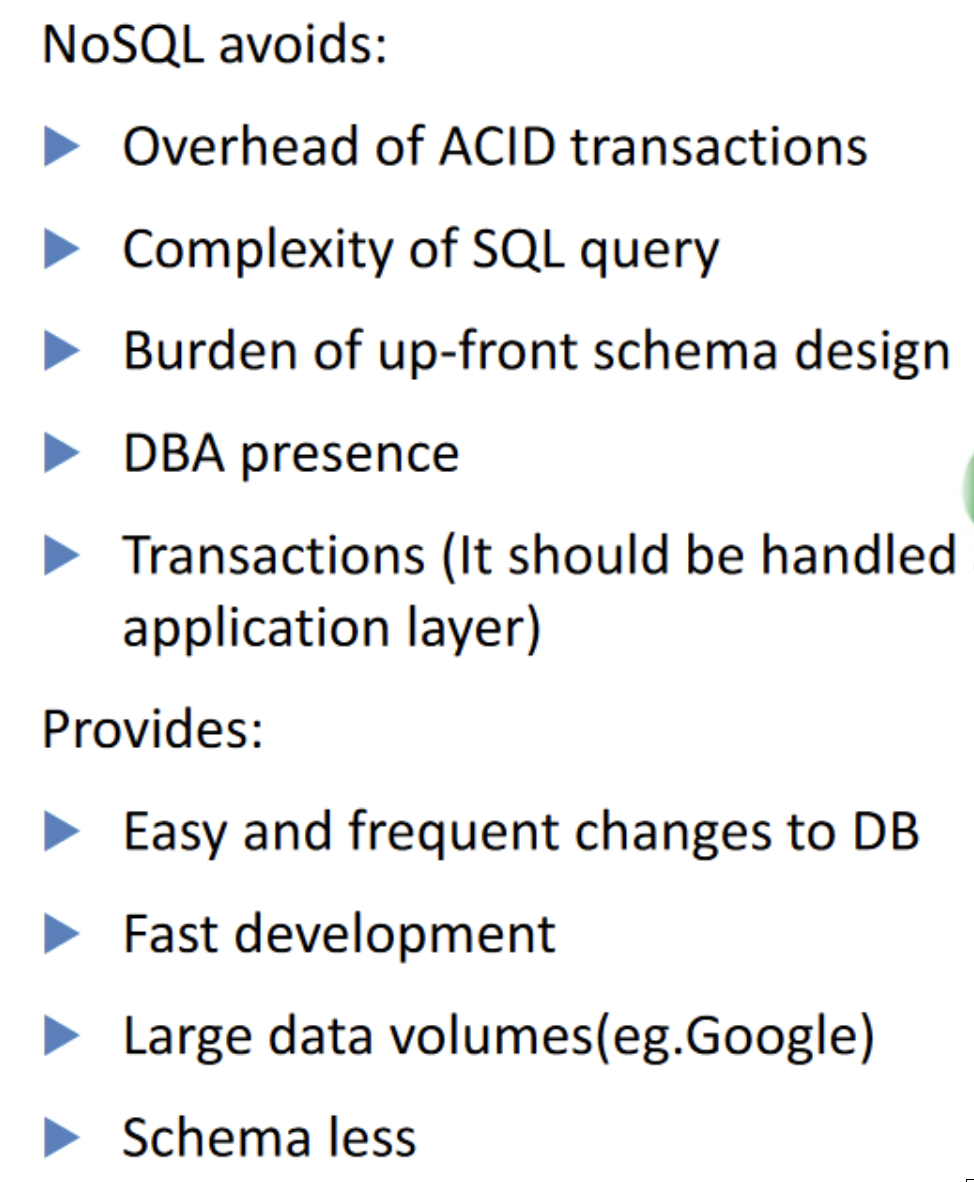 NoSQL avoids:
Overhead of ACID transactions
Complexity of SQL query
Burden of up-front schema design
DBA presence
Transactions (It should be handled
application layer)
Provides:
Easy and frequent changes to DB
Fast development
Large data volumes(eg.Google)
Schema less